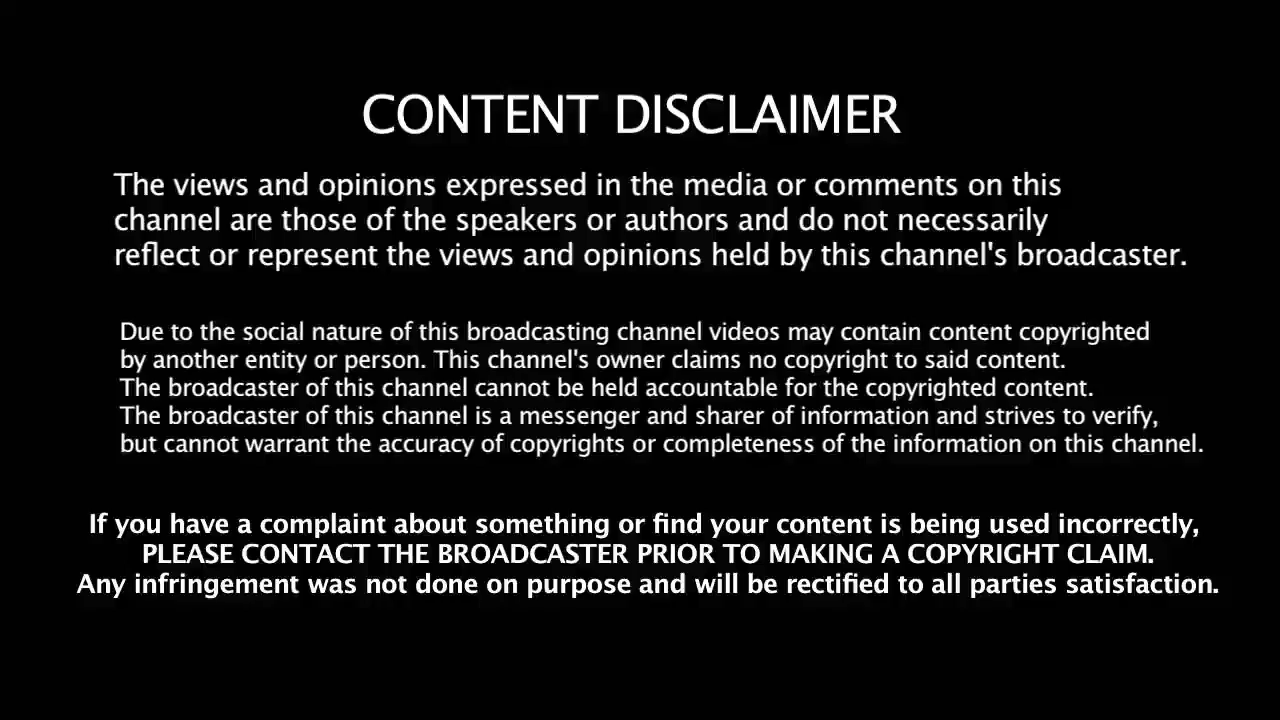 CONTENT DISCLAIMER
The views and opinions expressed in the media or comments on this
channel are those of the speakers or authors and do not necessarily
reflect or represent the views and opinions held by this channel's broadcaster.
Due to the social nature of this broadcasting channel videos may contain content copyrighted
by another entity or person. This channel's owner claims no copyright to said content.
The broadcaster of this channel cannot be held accountable for the copyrighted content.
The broadcaster of this channel is a messenger and sharer of information and strives to verify,
but cannot warrant the accuracy of copyrights or completeness of the information on this channel.
If you have a complaint about something or find your content is being used incorrectly,
PLEASE CONTACT THE BROADCASTER PRIOR TO MAKING A COPYRIGHT CLAIM.
Any infringement was not done on purpose and will be rectified to all parties satisfaction.